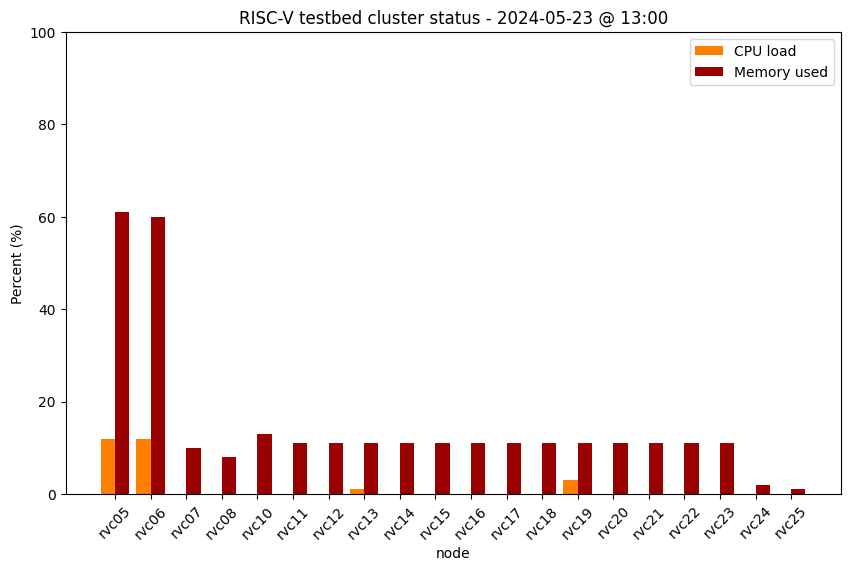 RISC-V testbed cluster status - 2024-05-23 @ 13:00
CPU load
Memory used
Percent (%)
100
80
60
40
20
0
rvc05 rvc06 rvc07 rvc08 rvc10 rvc11 rvc12 rvc13 rvc14 rvc15 rvc16 rvc17 rvc18 rvc19 rvc20 rvc21 rvc22 rvc23 rvc24 rvc25
node